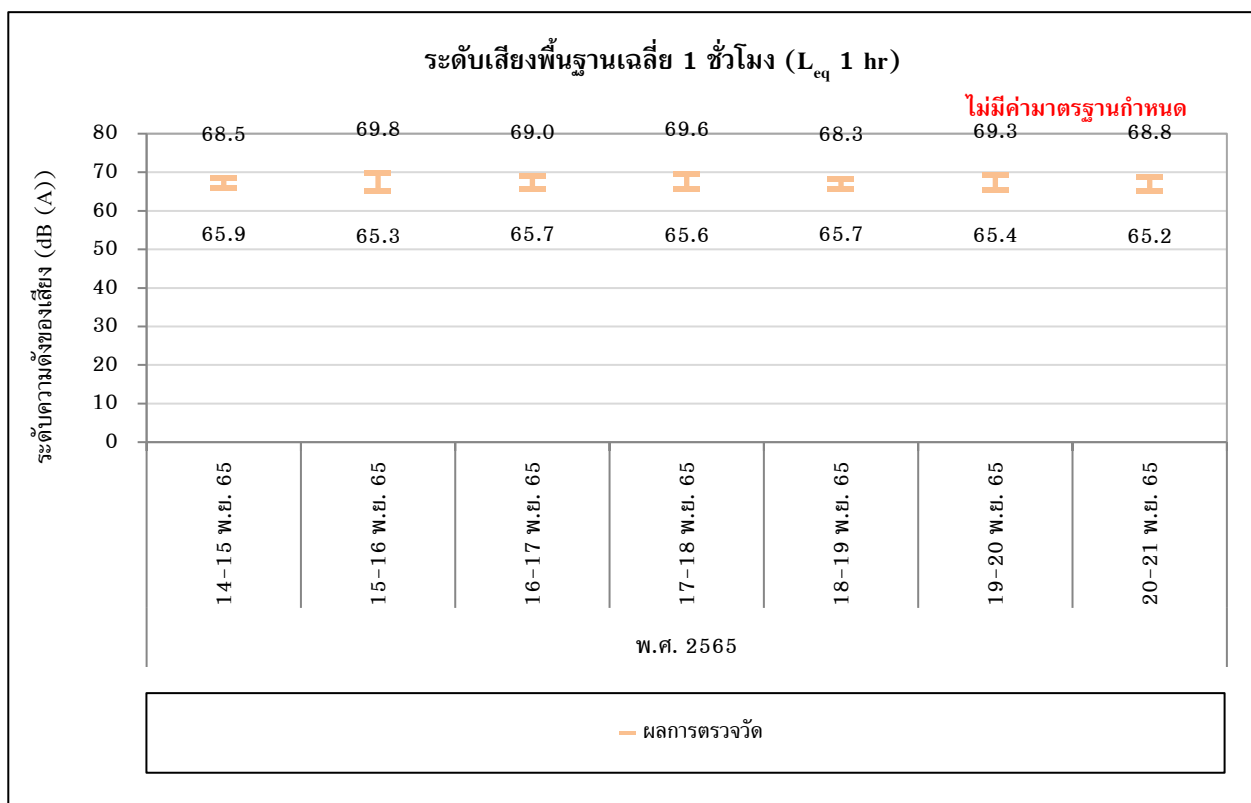 ระดับเสียงพื้นฐานเฉลี่ย 1 ชั่วโมง (Leq 1 hr)
ไม่มีค่ามาตรฐานกำหนด
ระดับความดังของเสียง (dB (A))
80
70
60
50
40
30
20
10
0
68.5 69.8 69.0 69.6 68.3 69.3 68.8
65.9 65.3 65.7 65.6 65.7 65.4 65.2
14-15 พ.ย. 65
15-16 พ.ย. 65
16-17 พ.ย. 65
17-18 พ.ย. 65
18-19 พ.ย. 65
19-20 พ.ย. 65
20-21 พ.ย. 65
พ.ศ. 2565
ผลการตรวจวัด